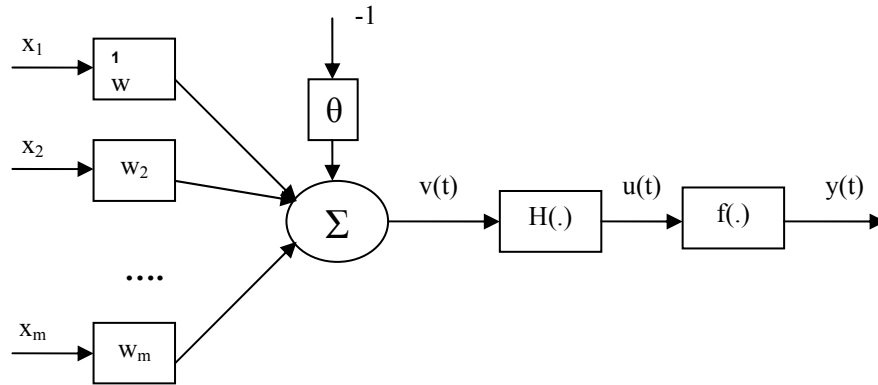 -1
x₁
1
w
θ
x₂
w₂
Σ
v(t)
H(.)
u(t)
f(.)
y(t)
....
xₘ
wₘ